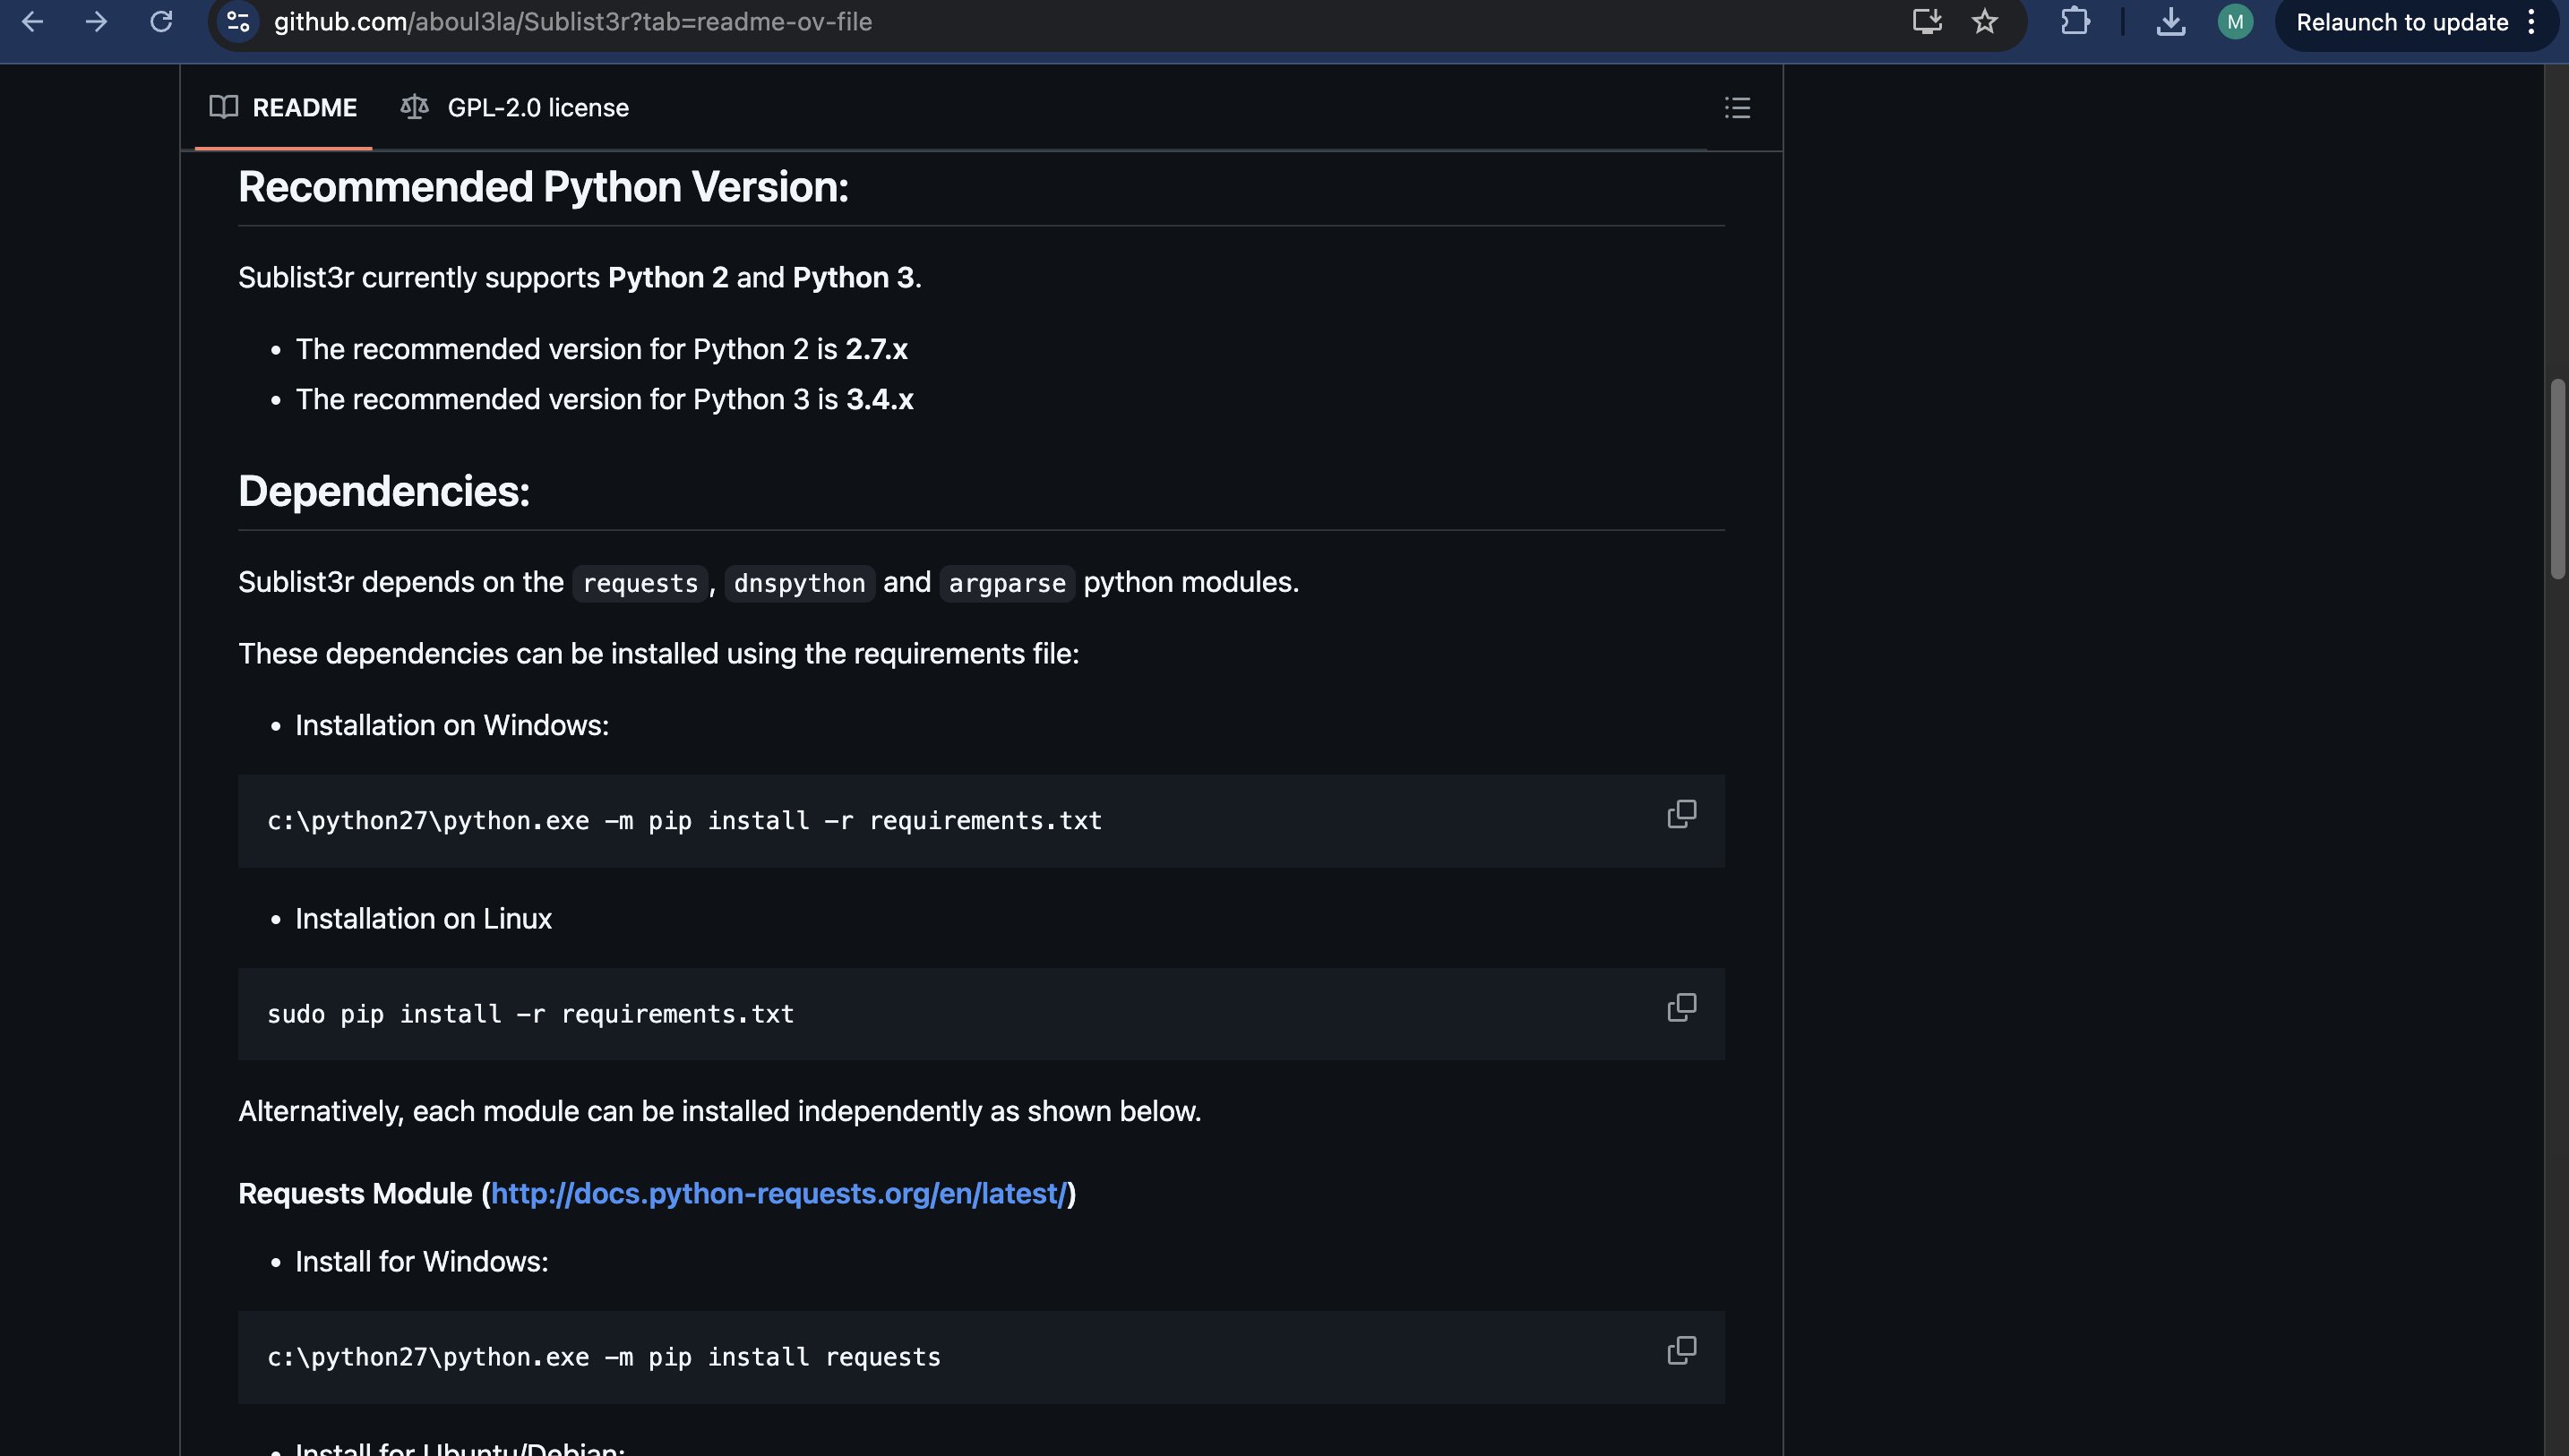 github.com/aboul3la/Sublist3r?tab=readme-ov-file
M
Relaunch to update
README
GPL-2.0 license
Recommended Python Version:
Sublist3r currently supports Python 2 and Python 3.
• The recommended version for Python 2 is 2.7.x
• The recommended version for Python 3 is 3.4.x
Dependencies:
Sublist3r depends on the requests, dnspython and argparse python modules.
These dependencies can be installed using the requirements file:
• Installation on Windows:
c:\python27\python.exe -m pip install -r requirements.txt
• Installation on Linux
sudo pip install -r requirements.txt
Alternatively, each module can be installed independently as shown below.
Requests Module (http://docs.python-requests.org/en/latest/)
• Install for Windows:
c:\python27\python.exe -m pip install requests
• Install for Ubuntu/Debian: